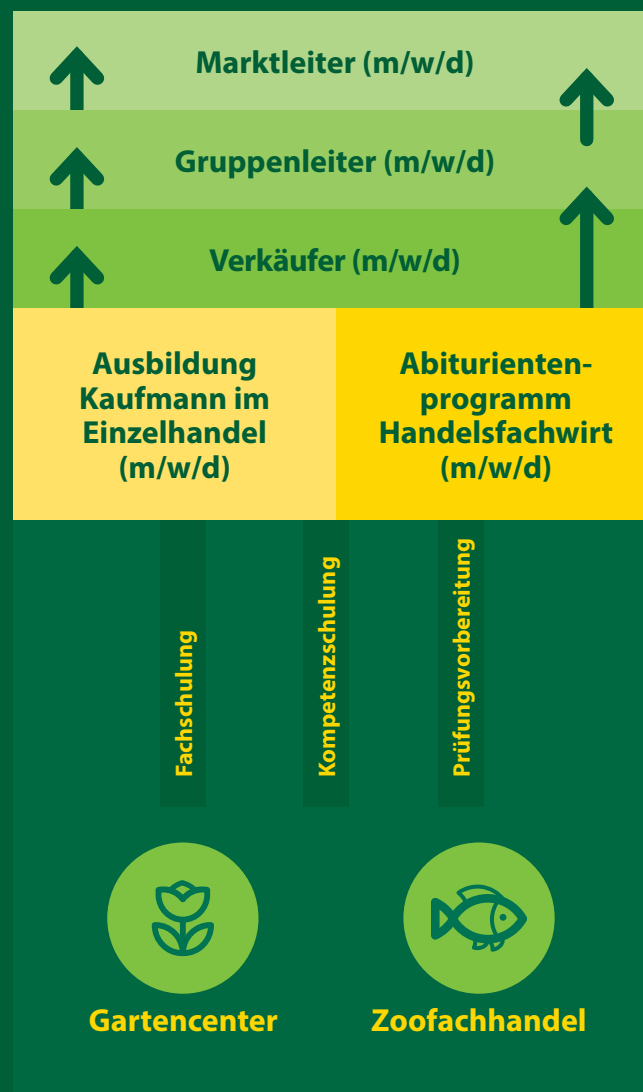 Marktleiter (m/w/d)
Gruppenleiter (m/w/d)
Verkäufer (m/w/d)
Ausbildung
Kaufmann im
Einzelhandel
(m/w/d)
Abiturienten-
programm
Handelsfachwirt
(m/w/d)
Fachschulung
Kompetenzschulung
Prüfungsvorbereitung
Gartencenter
Zoofachhandel